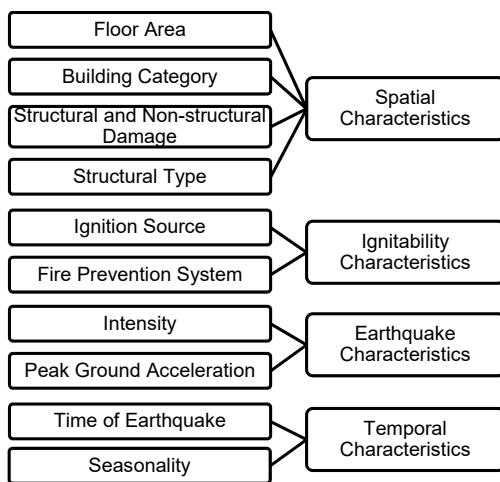 Floor Area
Building Category
Structural and Non-structural
Damage
Structural Type
Spatial
Characteristics
Ignition Source
Fire Prevention System
Ignitability
Characteristics
Intensity
Peak Ground Acceleration
Earthquake
Characteristics
Time of Earthquake
Seasonality
Temporal
Characteristics